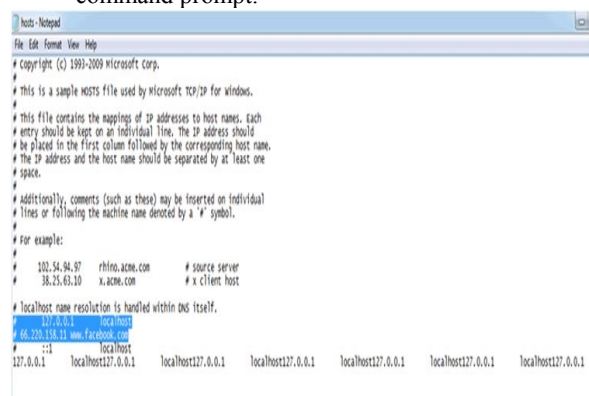 command prompt.
hosts - Notepad
File Edit Format View Help
# Copyright (c) 1993-2009 Microsoft Corp.
#
# This is a sample HOSTS file used by Microsoft TCP/IP for Windows.
#
# This file contains the mappings of IP addresses to host names. Each
# entry should be kept on an individual line. The IP address should
# be placed in the first column followed by the corresponding host name.
# The IP address and the host name should be separated by at least one
# space.
#
# Additionally, comments (such as these) may be inserted on individual
# lines or following the machine name denoted by a '#' symbol.
#
# For example:
#
# 102.54.94.97 rhino.acme.com # source server
# 38.25.63.10 x.acme.com # x client host

# localhost name resolution is handled within DNS itself.
# 127.0.0.1 localhost
# 66.220.158.11 www.facebook.com
# ::1 localhost
127.0.0.1 localhost127.0.0.1 localhost127.0.0.1 localhost127.0.0.1 localhost127.0.0.1 localhost127.0.0.1